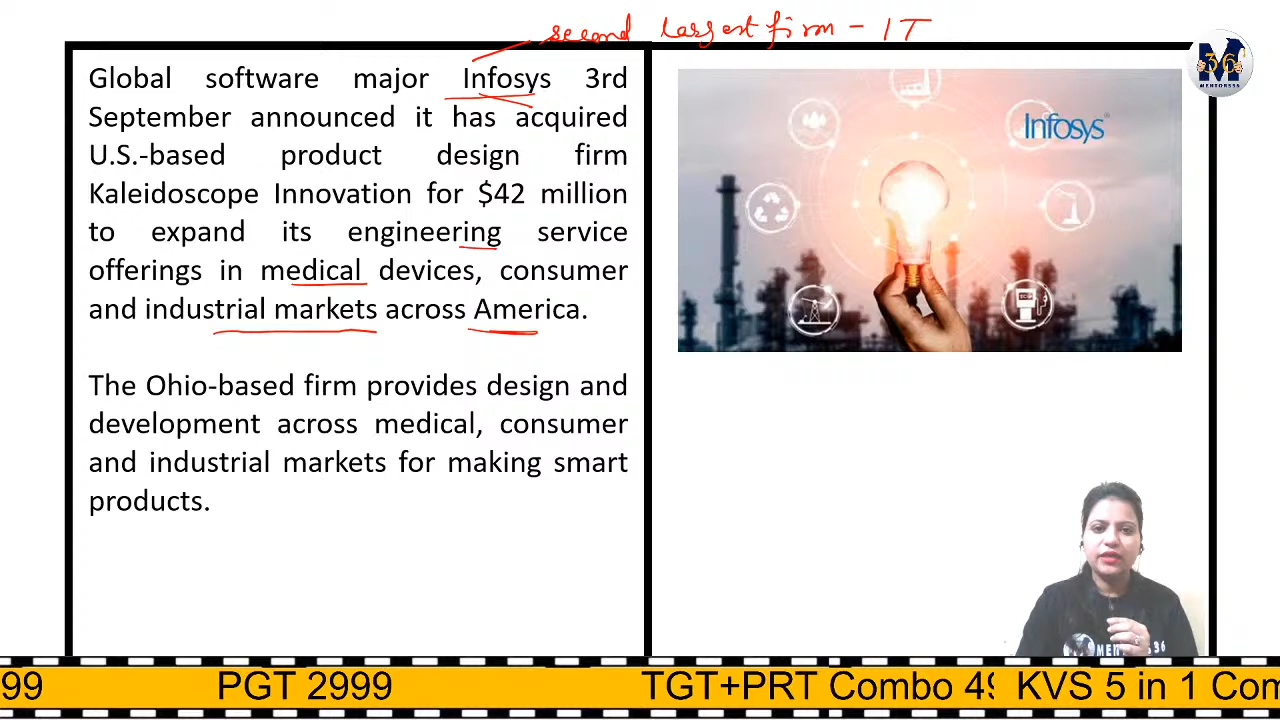 second largest firm - IT
Global software major Infosys 3rd
September announced it has acquired
U.S.-based product design firm
Kaleidoscope Innovation for $42 million
to expand its engineering service
offerings in medical devices, consumer
and industrial markets across America.
The Ohio-based firm provides design and
development across medical, consumer
and industrial markets for making smart
products.
Infosys
36
MENTORS36
99 PGT 2999 TGT+PRT Combo 49 KVS 5 in 1 Com